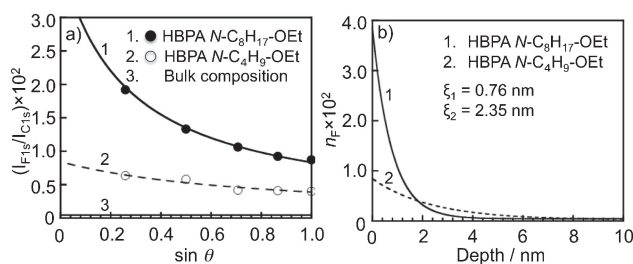 a)
1. ● HBPA N-C8H17-OEt
2. ○ HBPA N-C4H9-OEt
3. Bulk composition
1
2
3
(IF1s/IC1s)×10²
3.0
2.5
2.0
1.5
1.0
0.5
0
0 0.2 0.4 0.6 0.8 1.0
sin θ
b)
1. HBPA N-C8H17-OEt
2. HBPA N-C4H9-OEt
ξ1 = 0.76 nm
ξ2 = 2.35 nm
1
2
nF×10²
4.0
2.0
1.0
0
0 2 4 6 8 10
Depth / nm